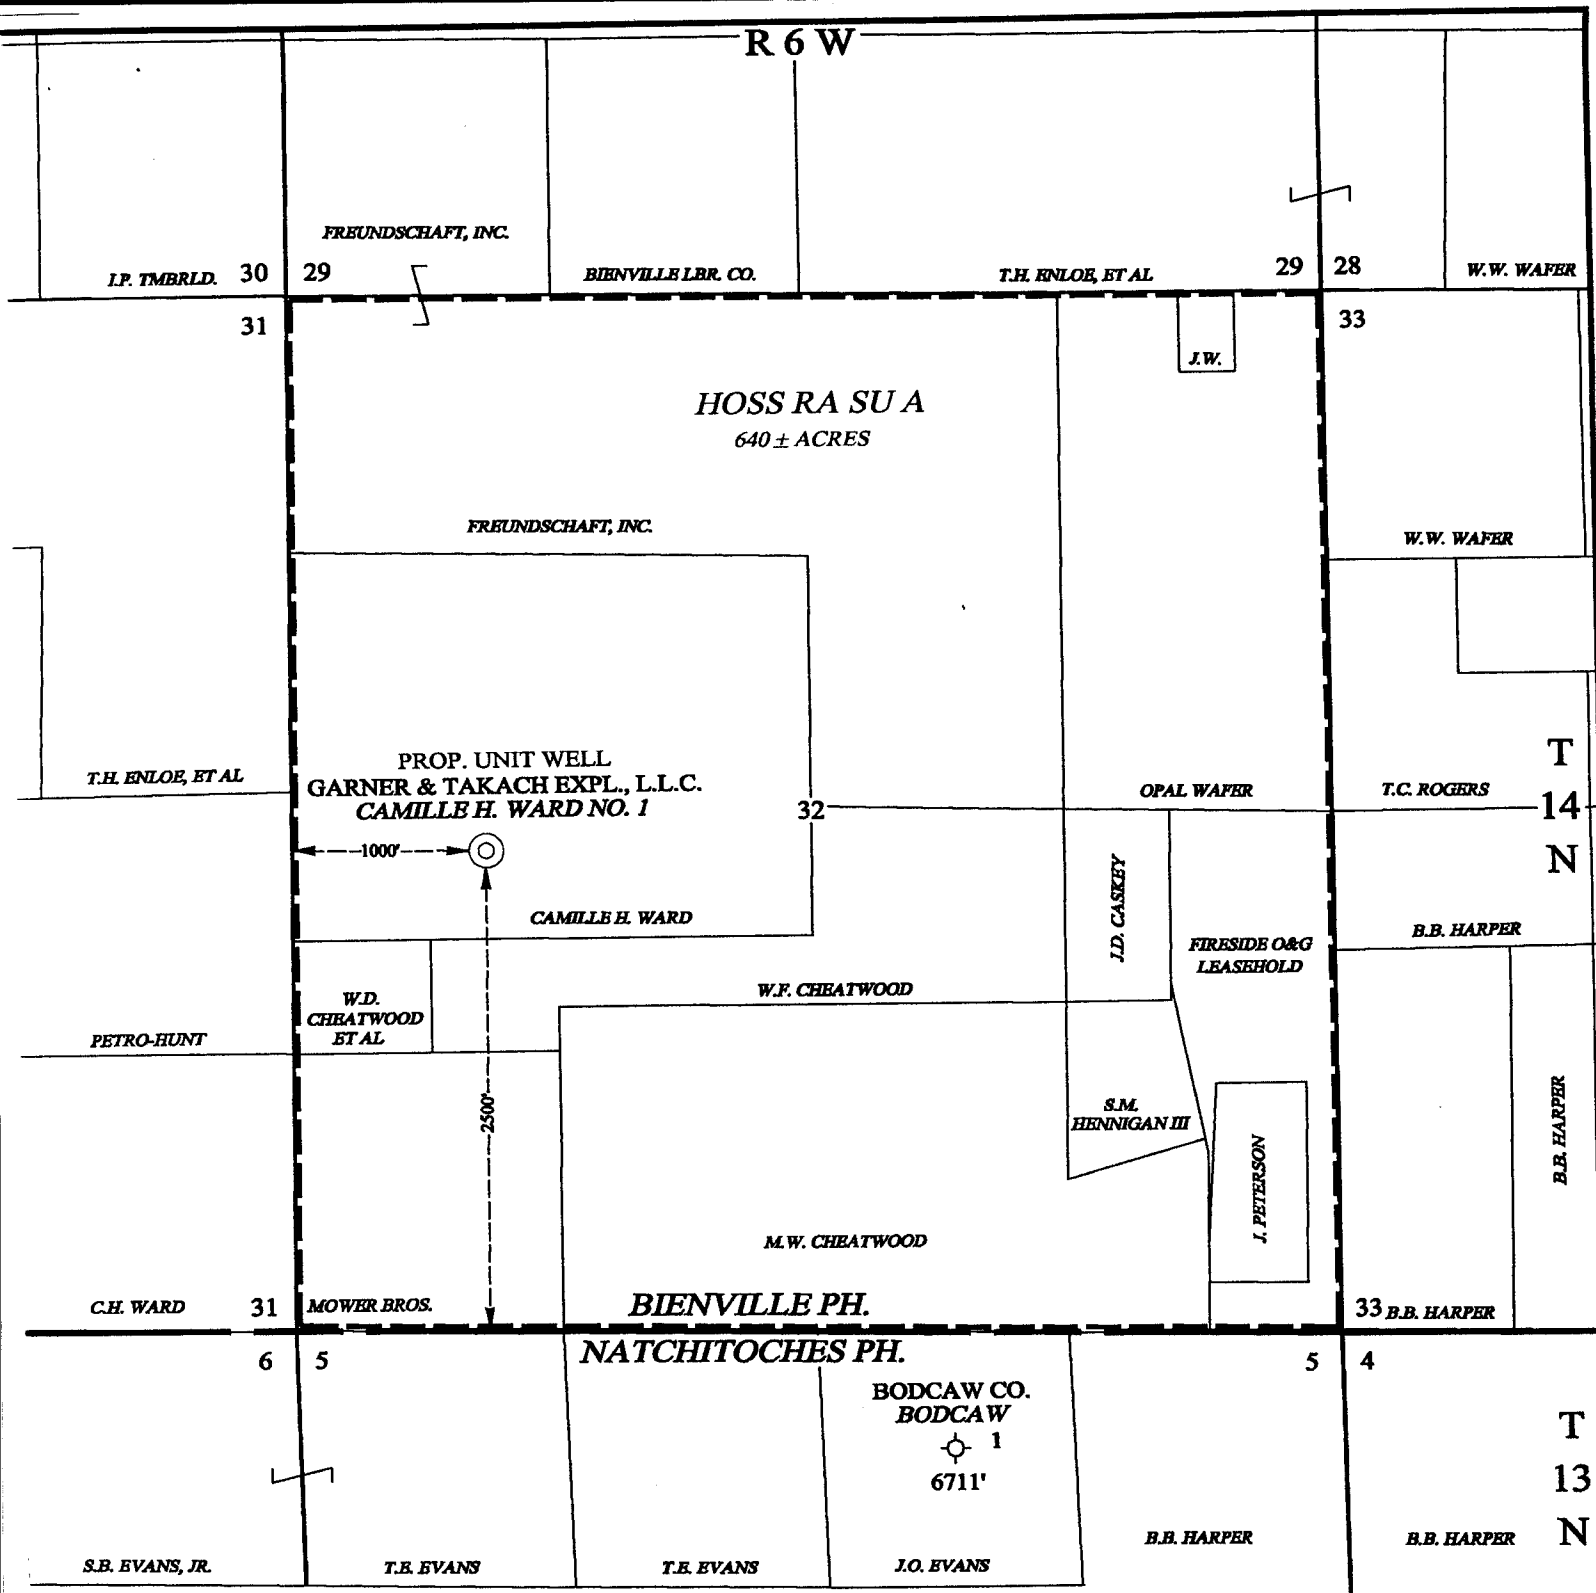 R 6 W
FREUNDSCHAFT, INC.
I.P. TMBRLD.
30
29
BIENVILLE LBR. CO.
T.H. ENLOE, ET AL
29
28
W.W. WAFER
31
33
J.W.
HOSS RA SU A
640 ± ACRES
FREUNDSCHAFT, INC.
W.W. WAFER
PROP. UNIT WELL
GARNER & TAKACH EXPL., L.L.C.
CAMILLE H. WARD NO. 1
T.H. ENLOE, ET AL
32
OPAL WAFER
T.C. ROGERS
T
14
N
1000'
CAMILLE H. WARD
J.D. CASKEY
FIRESIDE O&G
LEASEHOLD
B.B. HARPER
W.F. CHEATWOOD
W.D.
CHEATWOOD
ET AL
PETRO-HUNT
2500'
S.M.
HENNIGAN III
J. PETERSON
B.B. HARPER
M.W. CHEATWOOD
C.H. WARD
31
MOWER BROS.
BIENVILLE PH.
33
B.B. HARPER
NATCHITOCHES PH.
6
5
5
4
BODCAW CO.
BODCAW
1
6711'
T
13
N
S.B. EVANS, JR.
T.E. EVANS
T.E. EVANS
J.O. EVANS
B.B. HARPER
B.B. HARPER